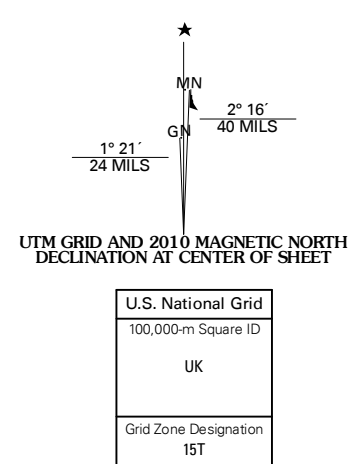 ★
MN
2° 16´
40 MILS
GN
1° 21´
24 MILS
UTM GRID AND 2010 MAGNETIC NORTH
DECLINATION AT CENTER OF SHEET
U.S. National Grid
100,000-m Square ID
UK
Grid Zone Designation
15T